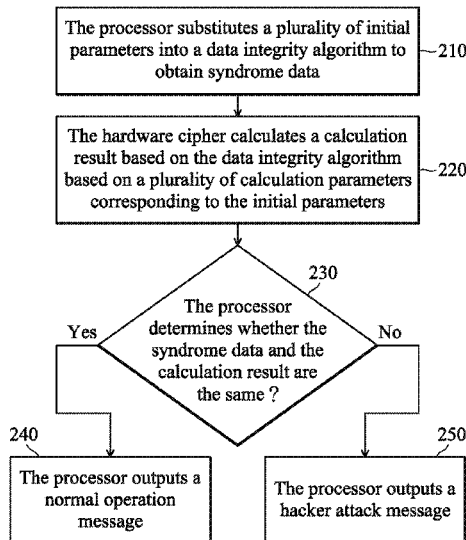 The processor substitutes a plurality of initial
parameters into a data integrity algorithm to
obtain syndrome data
210
The hardware cipher calculates a calculation
result based on the data integrity algorithm
based on a plurality of calculation parameters
corresponding to the initial parameters
220
230
The processor
determines whether the
syndrome data and the
calculation result are
the same ?
Yes
No
240
The processor outputs a
normal operation
message
250
The processor outputs a
hacker attack message